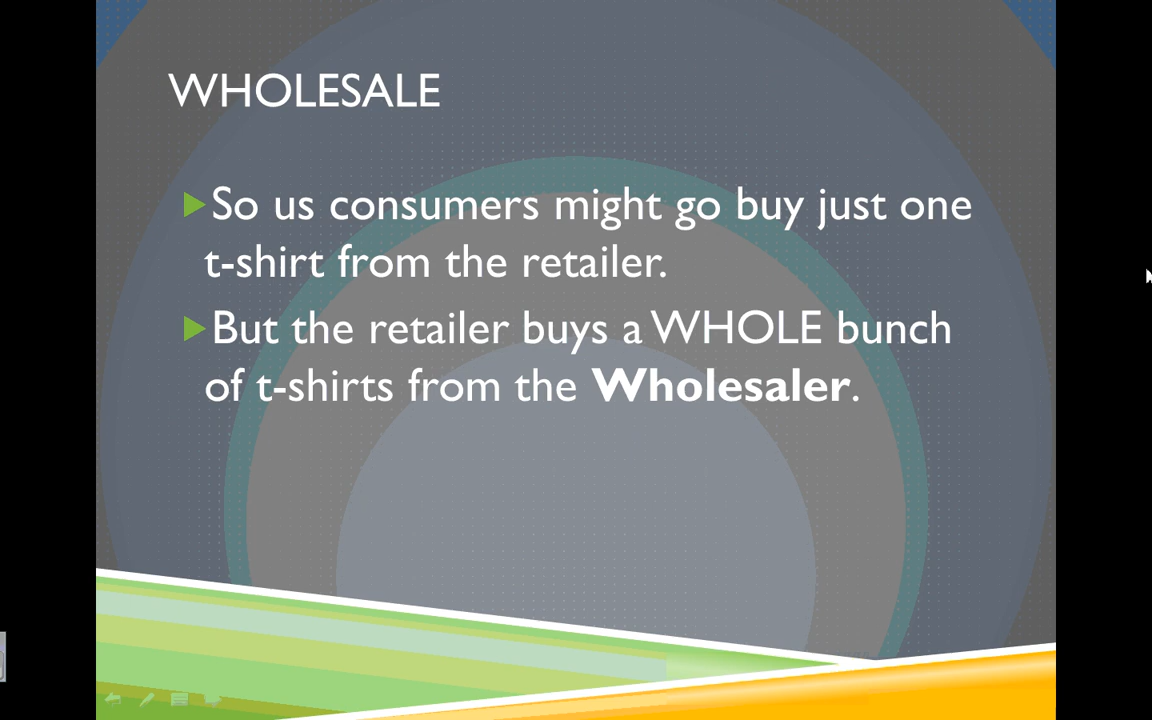 WHOLESALE
So us consumers might go buy just one
t-shirt from the retailer.
But the retailer buys a WHOLE bunch
of t-shirts from the Wholesaler.